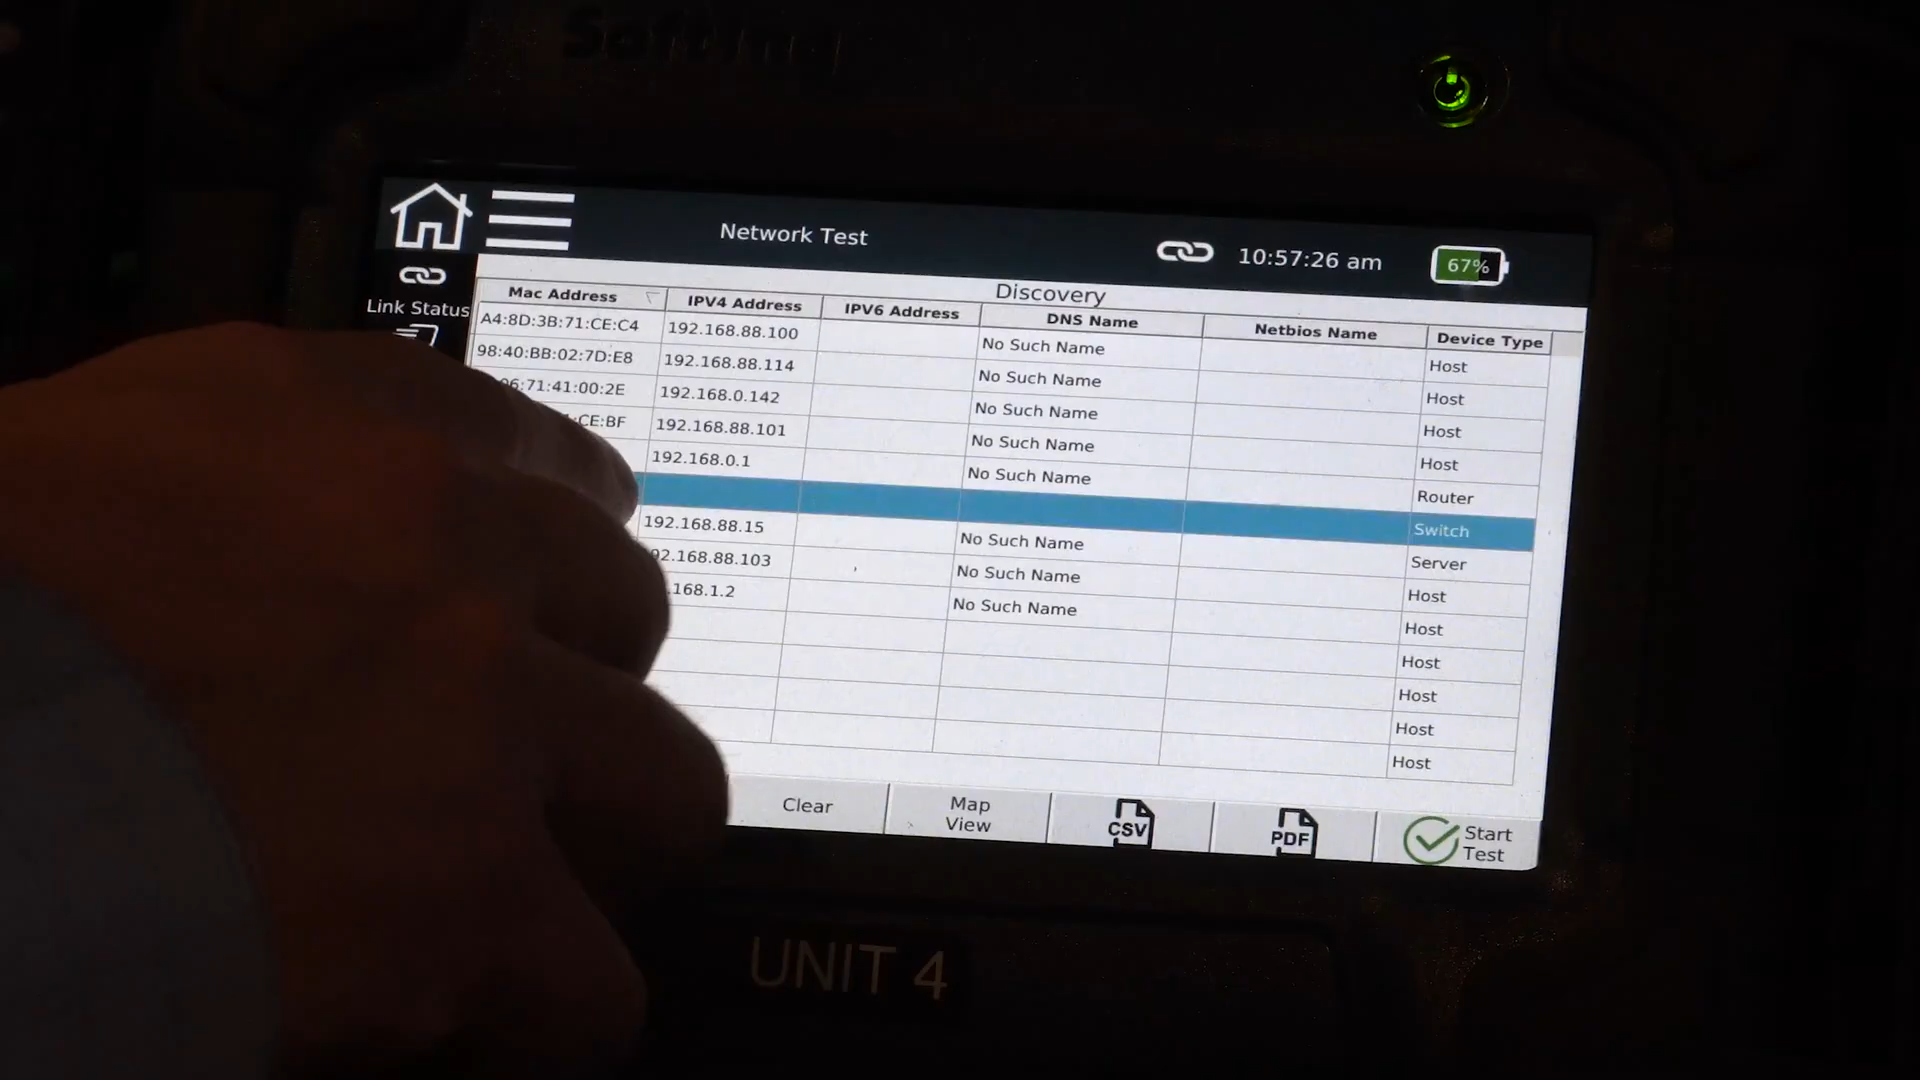 Softing
Network Test 10:57:26 am 67%
Link Status
Discovery
Mac Address IPV4 Address IPV6 Address DNS Name Netbios Name Device Type
A4:8D:3B:71:CE:C4 192.168.88.100 No Such Name Host
98:40:BB:02:7D:E8 192.168.88.114 No Such Name Host
06:71:41:00:2E 192.168.0.142 No Such Name Host
CE:BF 192.168.88.101 No Such Name Host
192.168.0.1 No Such Name Router
Switch
192.168.88.15 No Such Name Server
92.168.88.103 No Such Name Host
.168.1.2 No Such Name Host
Host
Host
Host
Host
Clear Map View CSV PDF Start Test
UNIT 4